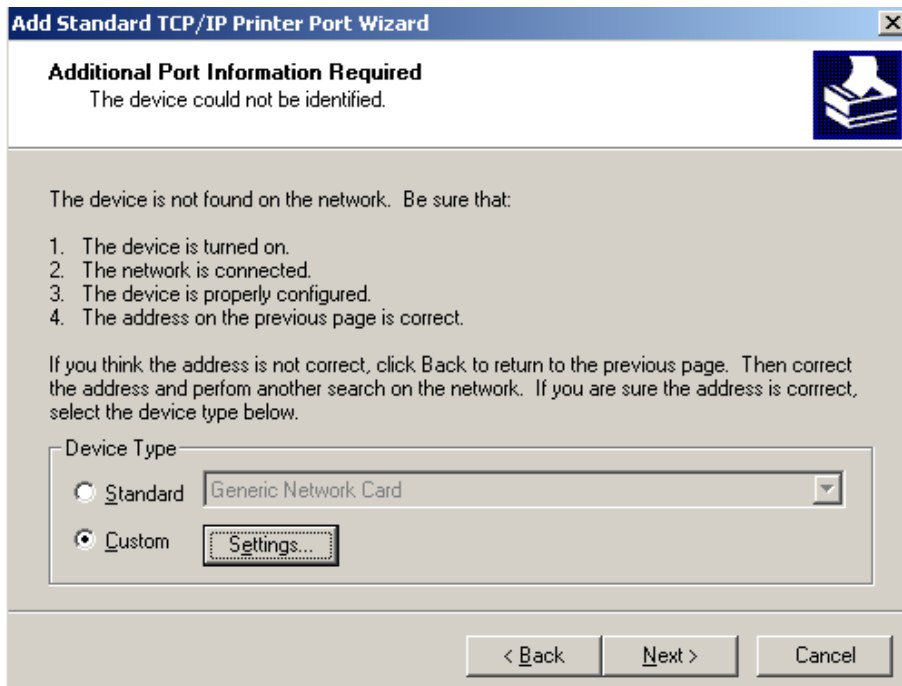 Add Standard TCP/IP Printer Port Wizard
Additional Port Information Required
The device could not be identified.
The device is not found on the network. Be sure that:
1. The device is turned on.
2. The network is connected.
3. The device is properly configured.
4. The address on the previous page is correct.
If you think the address is not correct, click Back to return to the previous page. Then correct
the address and perfom another search on the network. If you are sure the address is corrrect,
select the device type below.
Device Type
Standard Generic Network Card
Custom Settings...
< Back Next > Cancel